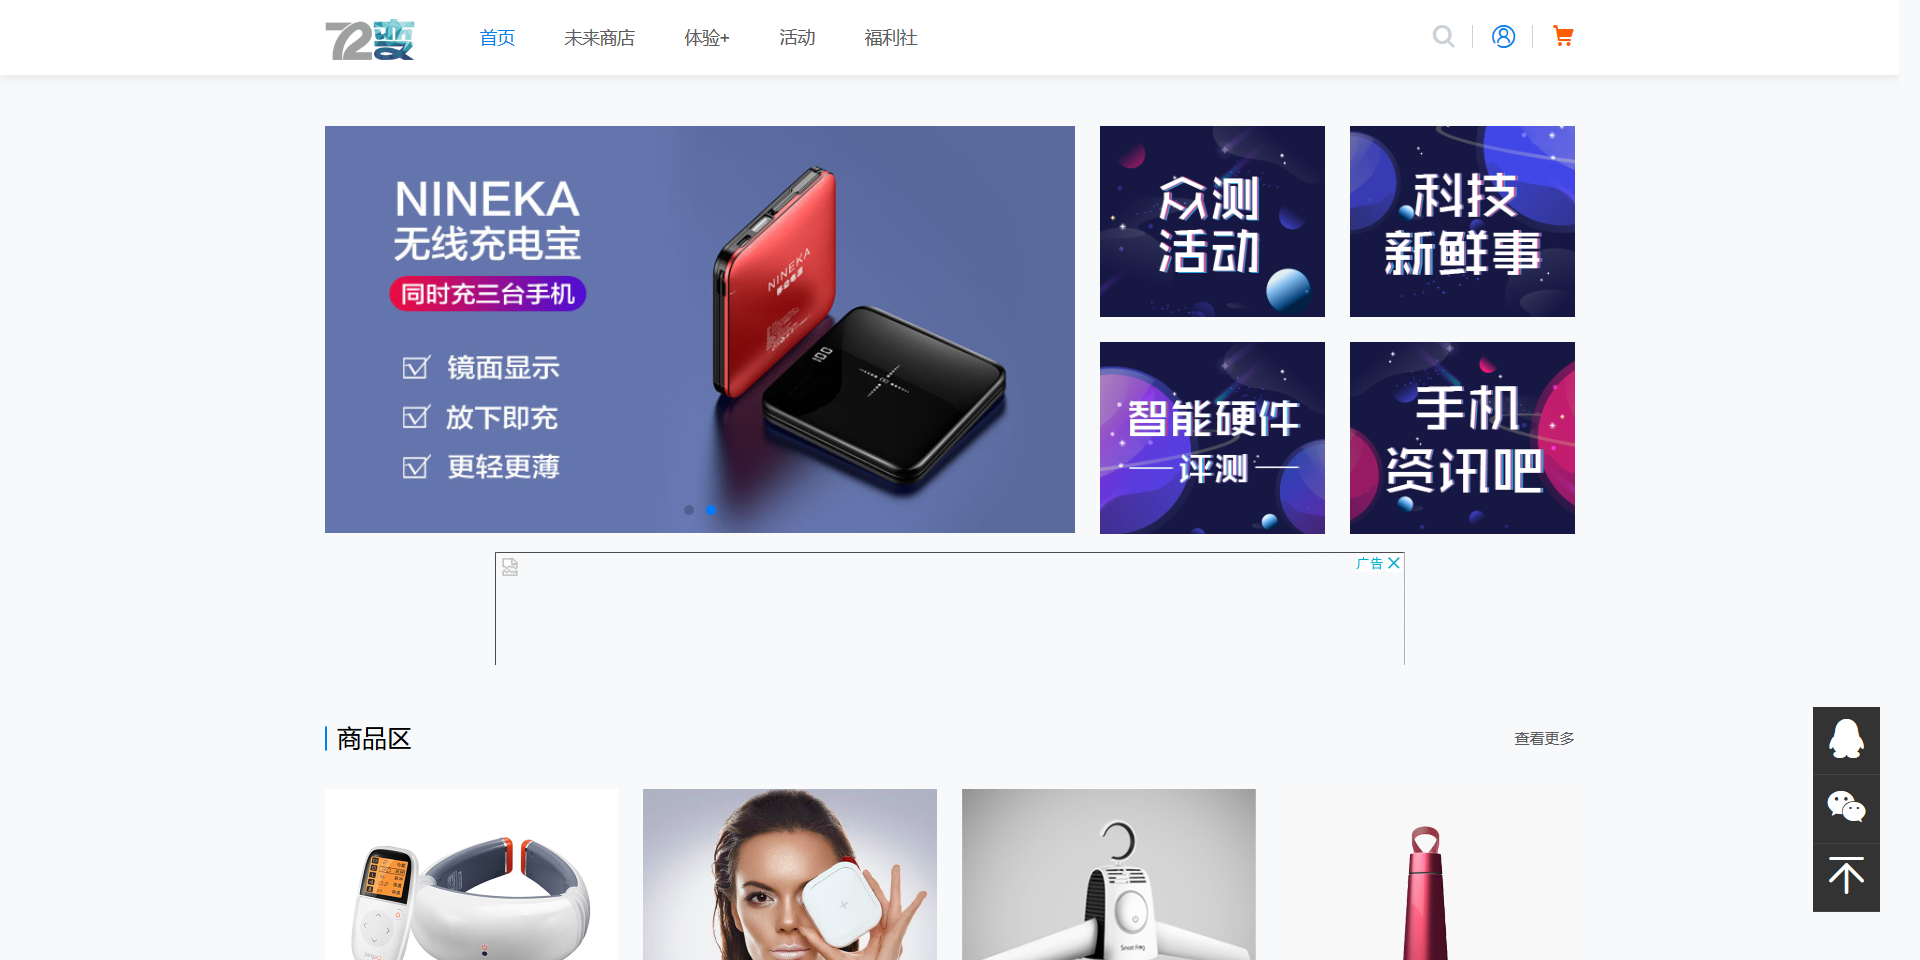 72变
首页
未来商店
体验+
活动
福利社
NINEKA
无线充电宝
同时充三台手机
镜面显示
放下即充
更轻更薄
NINEKA
100
众测
活动
科技
新鲜事
智能硬件
评测
手机
资讯吧
广告
商品区
查看更多
Smart Frog